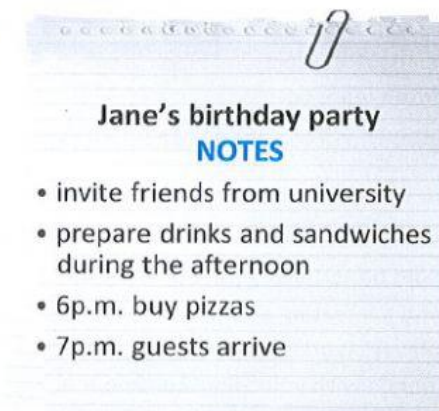 Jane's birthday party
NOTES
• invite friends from university
• prepare drinks and sandwiches
during the afternoon
• 6p.m. buy pizzas
• 7p.m. guests arrive